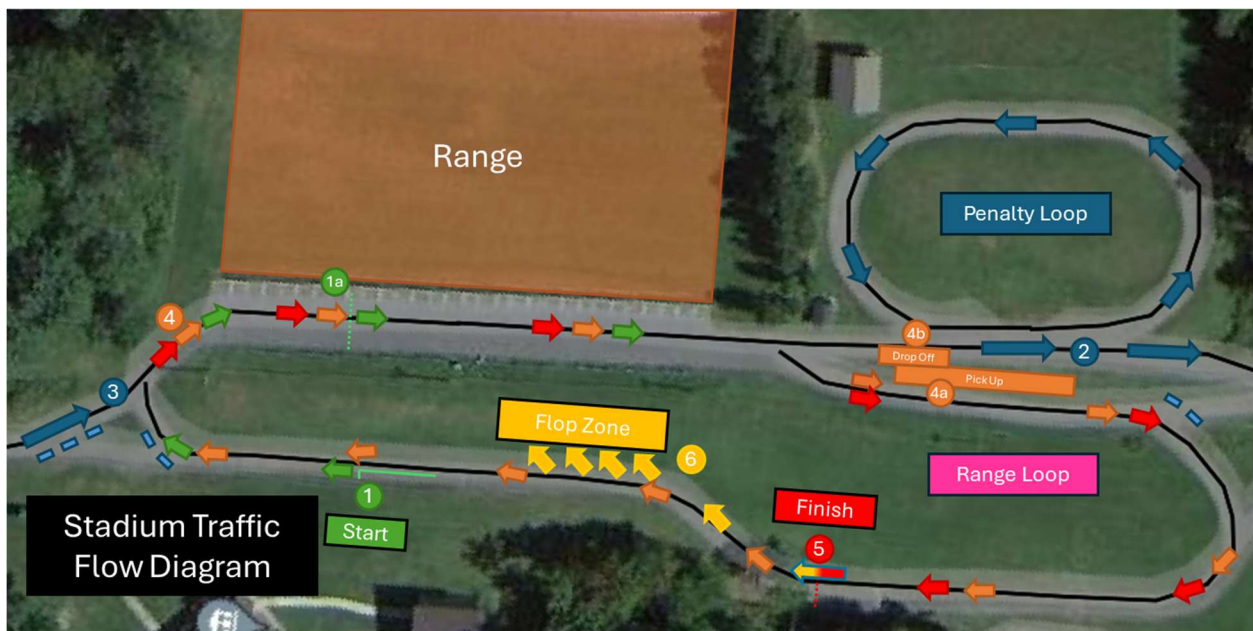 Range
1a
Penalty Loop
4
4b
2
Drop Off
Pick Up
4a
3
Flop Zone
6
Range Loop
1
Finish
Start
5
Stadium Traffic
Flow Diagram